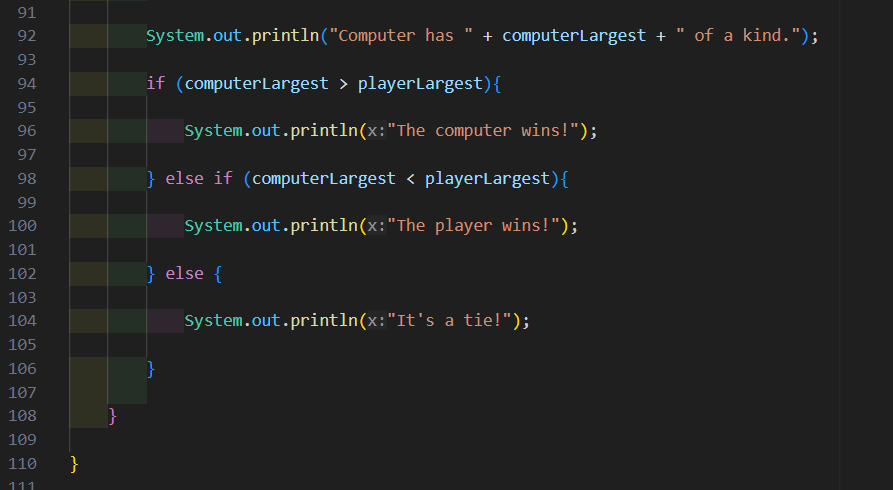 91
92 System.out.println("Computer has " + computerLargest + " of a kind.");
93
94 if (computerLargest > playerLargest){
95
96 System.out.println(x:"The computer wins!");
97
98 } else if (computerLargest < playerLargest){
99
100 System.out.println(x:"The player wins!");
101
102 } else {
103
104 System.out.println(x:"It's a tie!");
105
106 }
107
108 }
109
110 }
111